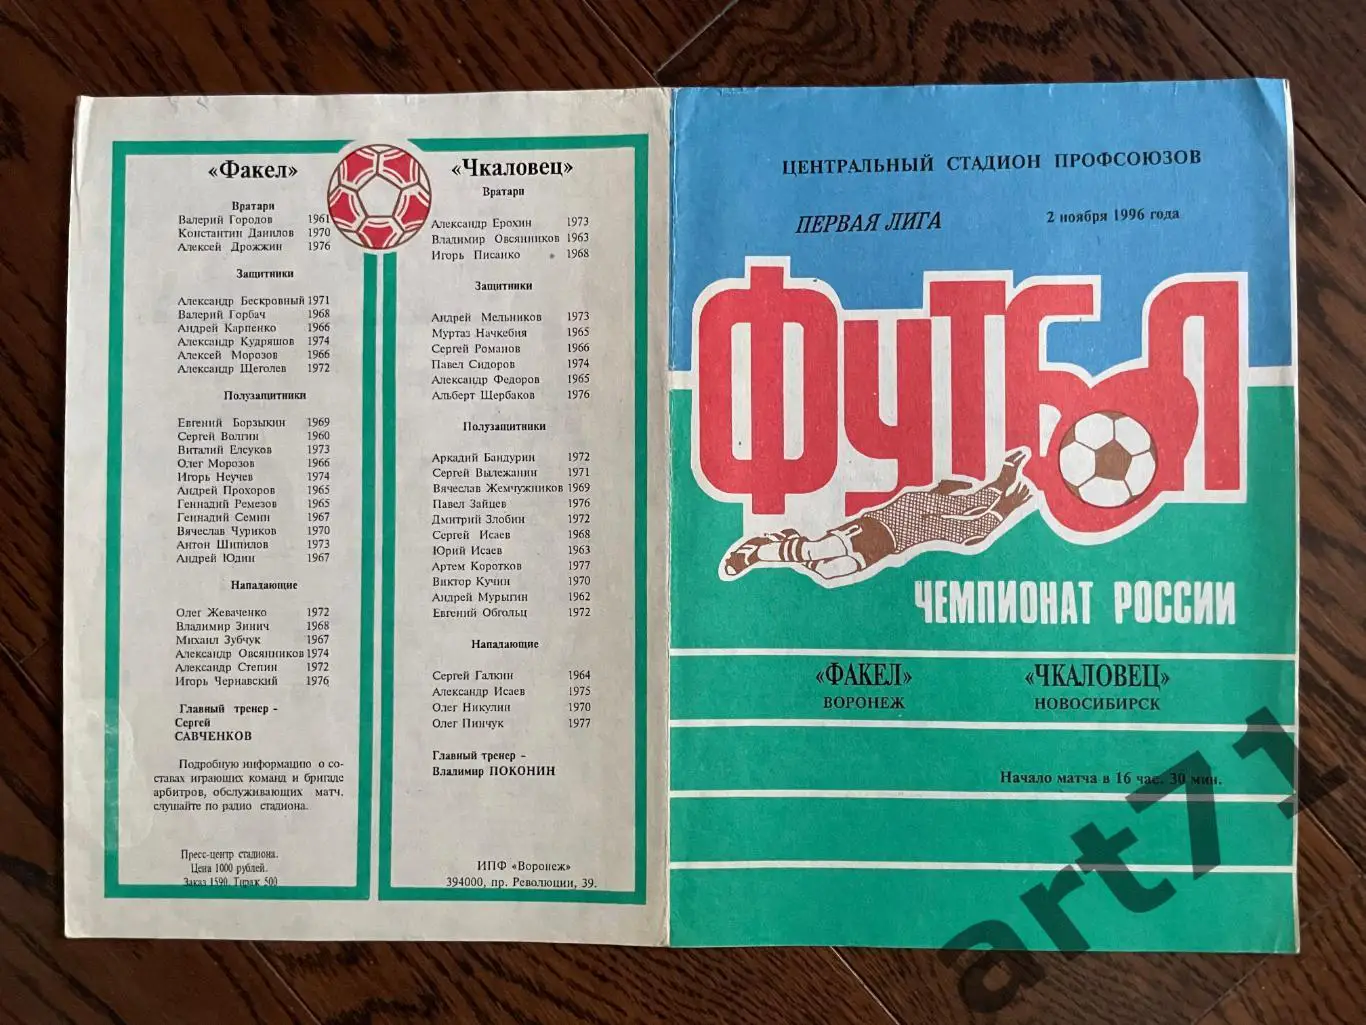 «Факел»
Вратари
Валерий Городов 1961
Константин Данилов 1970
Алексей Дрожжин 1976
Защитники
Александр Бескровный 1971
Валерий Горбач 1968
Андрей Карпенко 1966
Александр Кудряшов 1974
Алексей Морозов 1966
Александр Щеголев 1972
Полузащитники
Евгений Борзыкин 1969
Сергей Волгин 1960
Виталий Елсуков 1973
Олег Морозов 1966
Игорь Неучев 1974
Андрей Прохоров 1965
Геннадий Ремезов 1965
Геннадий Семин 1967
Вячеслав Чуриков 1970
Антон Шипилов 1973
Андрей Юдин 1967
Нападающие
Олег Жеваченко 1972
Владимир Зинич 1968
Михаил Зубчук 1967
Александр Овсянников 1974
Александр Степин 1972
Игорь Чернавский 1976
Главный тренер -
Сергей
САВЧЕНКОВ
Подробную информацию о со-
ставах играющих команд и бригаде
арбитров, обслуживающих матч,
слушайте по радио стадиона.
Пресс-центр стадиона.
Цена 1000 рублей.
Заказ 1590. Тираж 500
«Чкаловец»
Вратари
Александр Ерохин 1973
Владимир Овсянников 1963
Игорь Писанко 1968
Защитники
Андрей Мельников 1973
Муртаз Начкебия 1965
Сергей Романов 1966
Павел Сидоров 1974
Александр Федоров 1965
Альберт Щербаков 1976
Полузащитники
Аркадий Бандурин 1972
Сергей Вылежанин 1971
Вячеслав Жемчужников 1969
Павел Зайцев 1976
Дмитрий Злобин 1972
Сергей Исаев 1968
Юрий Исаев 1963
Артем Коротков 1977
Виктор Кучин 1970
Андрей Мурыгин 1962
Евгений Обгольц 1972
Нападающие
Сергей Галкин 1964
Александр Исаев 1975
Олег Никулин 1970
Олег Пинчук 1977
Главный тренер -
Владимир ПОКОНИН
ИПФ «Воронеж»
394000, пр. Революции, 39.
ЦЕНТРАЛЬНЫЙ СТАДИОН ПРОФСОЮЗОВ
ПЕРВАЯ ЛИГА 2 ноября 1996 года
ФУТБОЛ
ЧЕМПИОНАТ РОССИИ
«ФАКЕЛ» «ЧКАЛОВЕЦ»
ВОРОНЕЖ НОВОСИБИРСК
Начало матча в 16 час. 30 мин.
art71